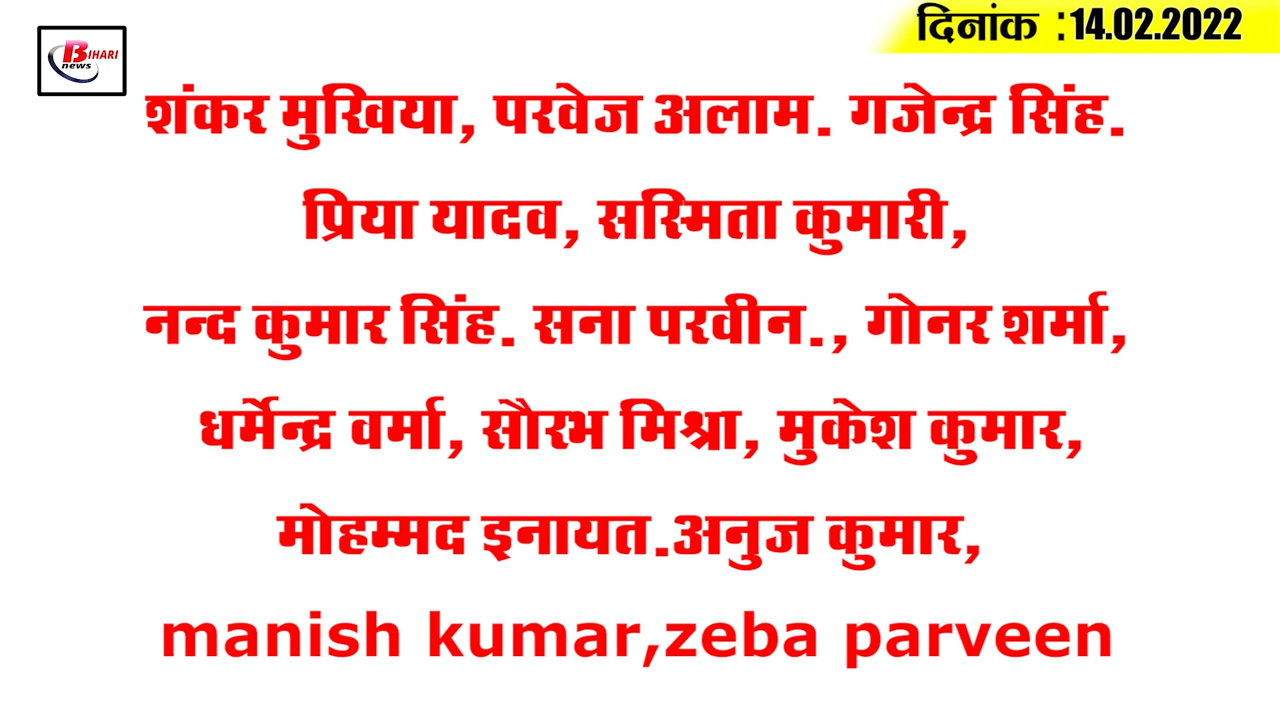 BIHARI
news
दिनांक :14.02.2022
शंकर मुखिया, परवेज अलाम. गजेन्द्र सिंह.
प्रिया यादव, सस्मिता कुमारी,
नन्द कुमार सिंह. सना परवीन., गोनर शर्मा,
धर्मेन्द्र वर्मा, सौरभ मिश्रा, मुकेश कुमार,
मोहम्मद इनायत.अनुज कुमार,
manish kumar,zeba parveen